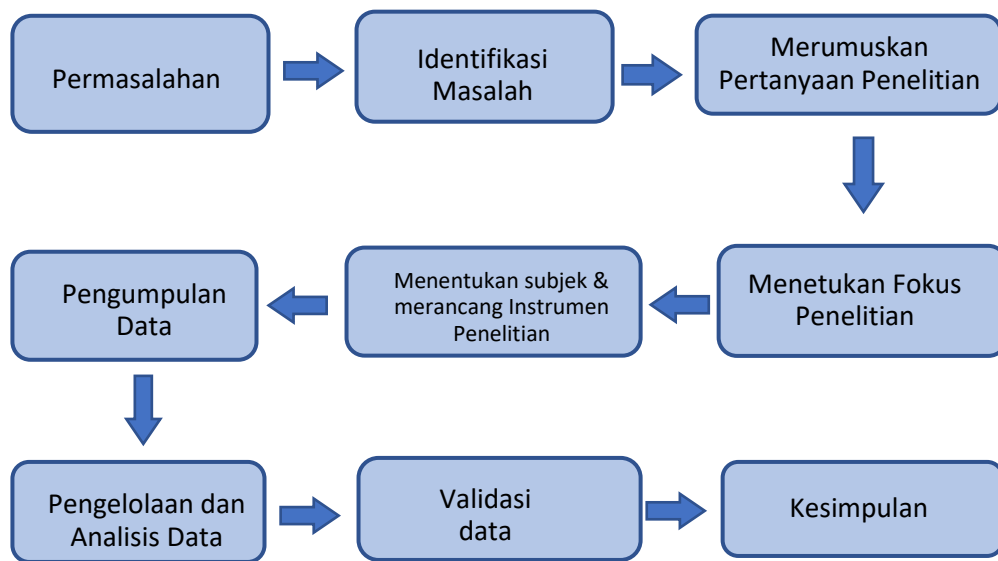 Permasalahan
Identifikasi
Masalah
Merumuskan
Pertanyaan Penelitian
Menetukan Fokus
Penelitian
Menentukan subjek &
merancang Instrumen
Penelitian
Pengumpulan
Data
Pengelolaan dan
Analisis Data
Validasi
data
Kesimpulan